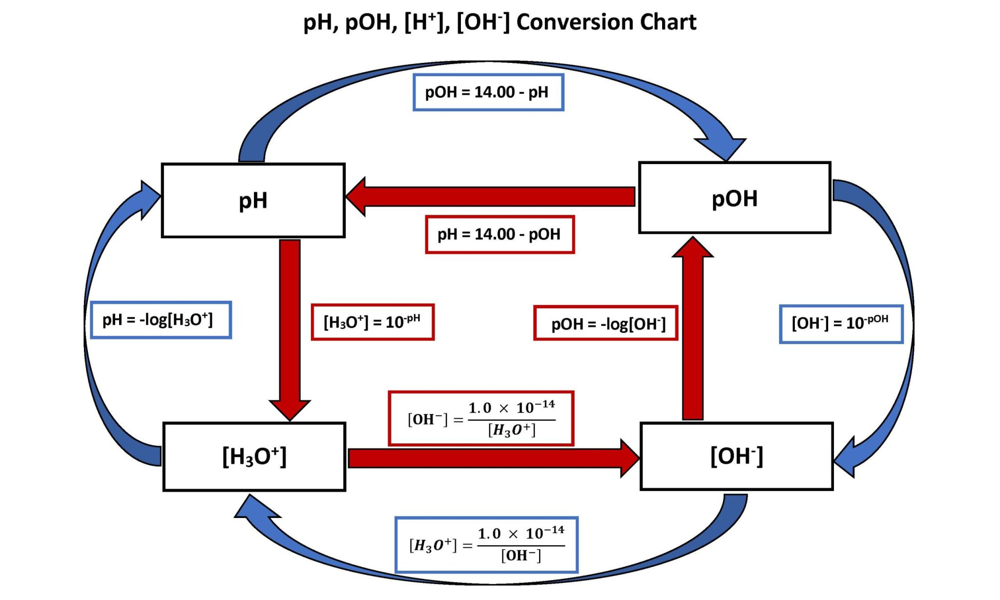 pH, pOH, [H⁺], [OH⁻] Conversion Chart
pOH = 14.00 - pH
pH
pOH
pH = 14.00 - pOH
pH = -log[H₃O⁺]
[H₃O⁺] = 10⁻ᵖᴴ
pOH = -log[OH⁻]
[OH⁻] = 10⁻ᵖᴼᴴ
[OH⁻] = 1.0 × 10⁻¹⁴ / [H₃O⁺]
[H₃O⁺]
[OH⁻]
[H₃O⁺] = 1.0 × 10⁻¹⁴ / [OH⁻]